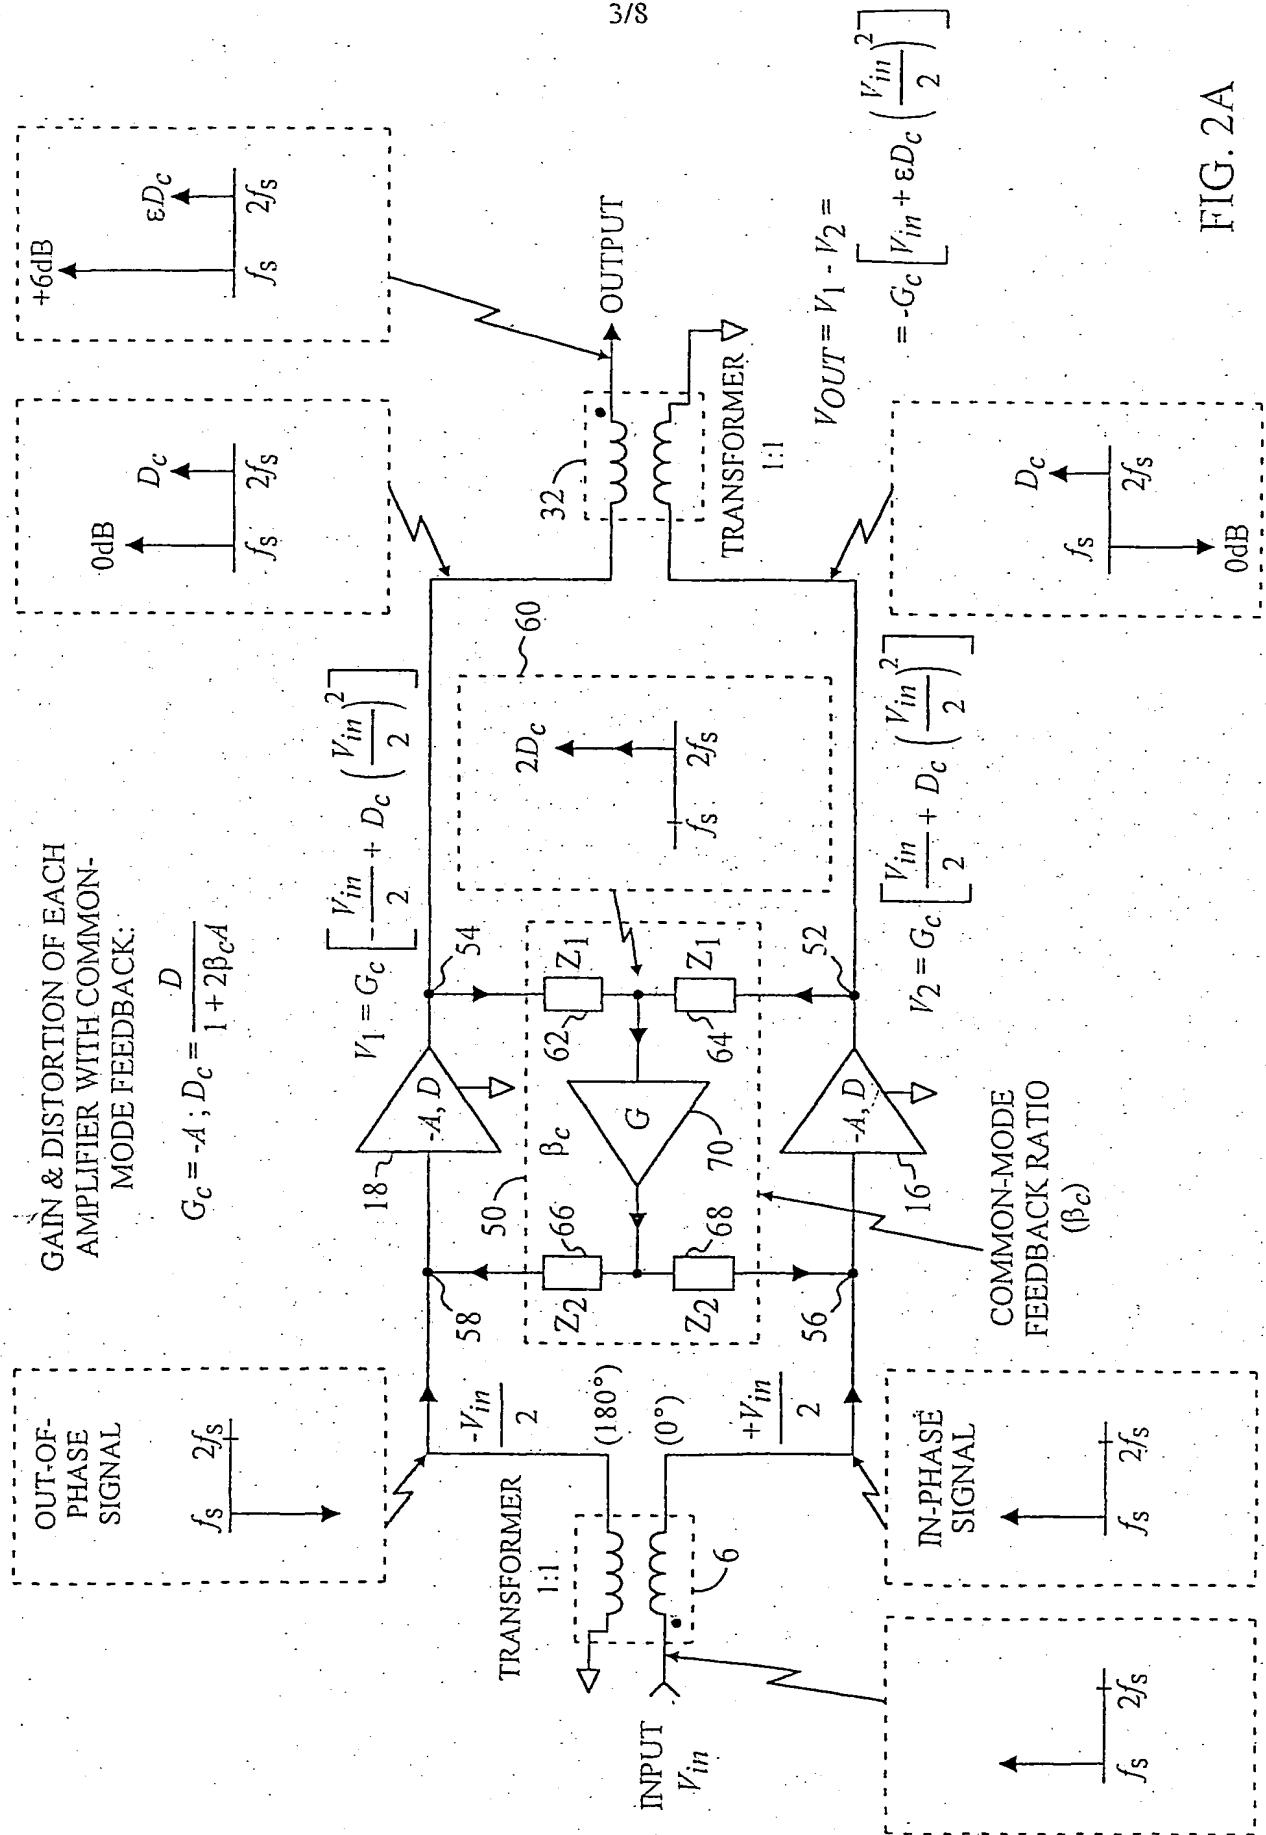 3/8
GAIN & DISTORTION OF EACH
AMPLIFIER WITH COMMON-
MODE FEEDBACK:
G_c = -A ; D_c = D / (1 + 2β_cA)
OUT-OF-
PHASE
SIGNAL
f_s 2f_s
0dB
D_c
f_s 2f_s
+6dB
εD_c
f_s 2f_s
V_1 = G_c [ -V_in/2 + D_c (V_in/2)^2 ]
TRANSFORMER
1:1
-V_in/2
(180°)
(0°)
+V_in/2
58
18
-A, D
54
50
β_c
66
Z_2
62
Z_1
G
70
68
Z_2
64
Z_1
60
2D_c
f_s 2f_s
32
OUTPUT
TRANSFORMER
1:1
INPUT
V_in
6
56
16
-A, D
52
V_2 = G_c [ V_in/2 + D_c (V_in/2)^2 ]
V_OUT = V_1 - V_2 =
= -G_c [ V_in + εD_c (V_in/2)^2 ]
f_s 2f_s
IN-PHASE
SIGNAL
f_s 2f_s
COMMON-MODE
FEEDBACK RATIO
(β_c)
D_c
f_s 2f_s
0dB
FIG. 2A